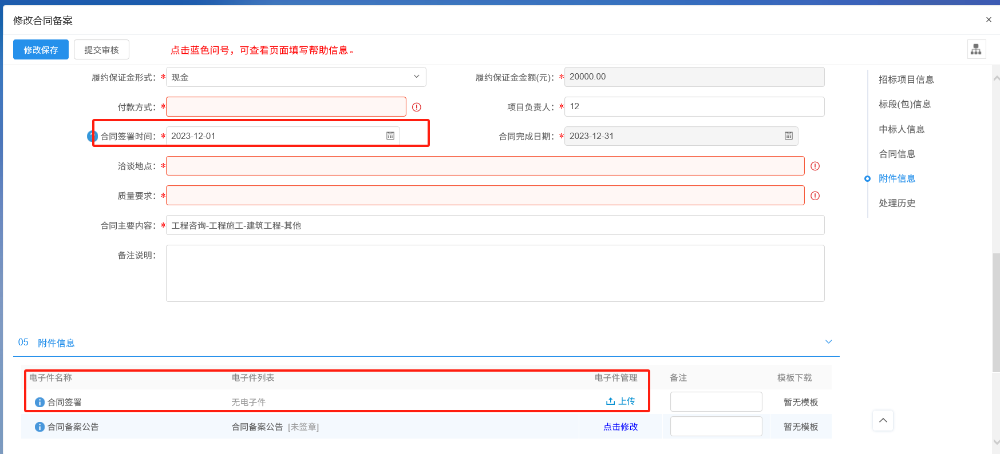 修改合同备案
×
修改保存 提交审核 点击蓝色问号，可查看页面填写帮助信息。
履约保证金形式：* 现金 履约保证金金额(元)：* 20000.00
付款方式：* 项目负责人：* 12
合同签署时间：* 2023-12-01 合同完成日期：* 2023-12-31
洽谈地点：*
质量要求：*
合同主要内容：* 工程咨询-工程施工-建筑工程-其他
备注说明：
招标项目信息
标段(包)信息
中标人信息
合同信息
附件信息
处理历史
05 附件信息
电子件名称 电子件列表 电子件管理 备注 模板下载
合同签署 无电子件 上传 暂无模板
合同备案公告 合同备案公告 [未签章] 点击修改 暂无模板